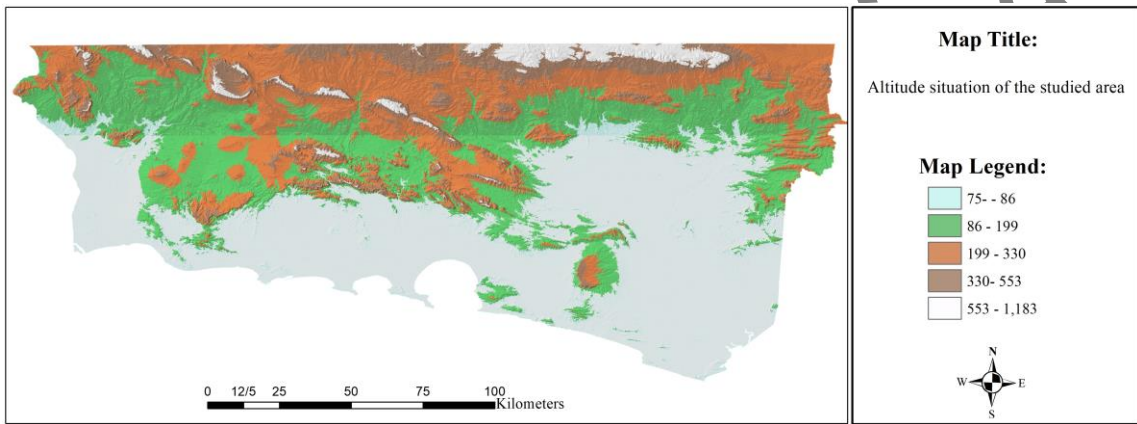 Map Title:
Altitude situation of the studied area
Map Legend:
75- - 86
86 - 199
199 - 330
330- 553
553 - 1,183
N
W E
S
0 12/5 25 50 75 100
Kilometers